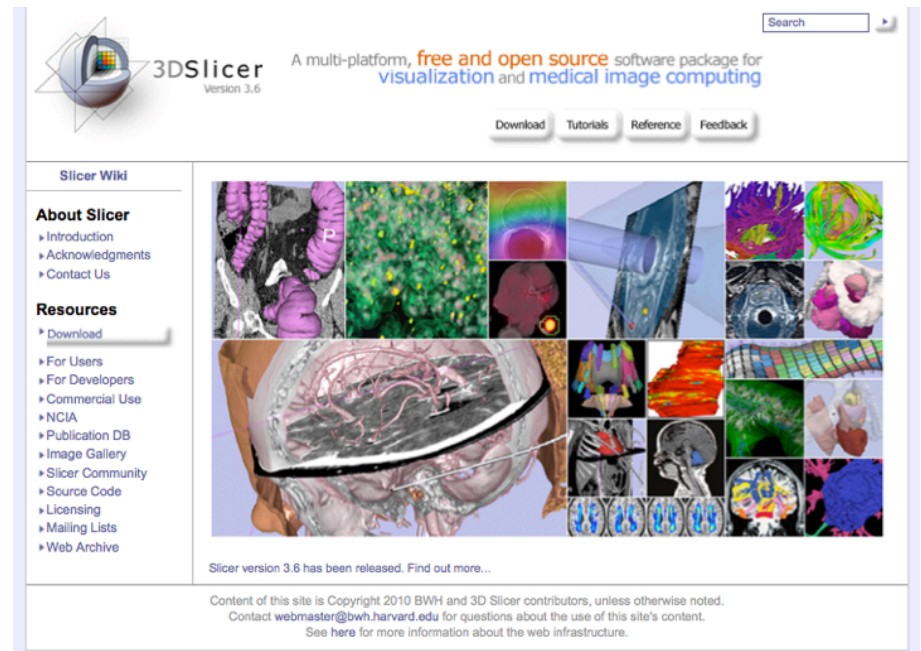 Search
3DSlicer
Version 3.6
A multi-platform, free and open source software package for
visualization and medical image computing
Download Tutorials Reference Feedback
Slicer Wiki
About Slicer
Introduction
Acknowledgments
Contact Us
Resources
Download
For Users
For Developers
Commercial Use
NCIA
Publication DB
Image Gallery
Slicer Community
Source Code
Licensing
Mailing Lists
Web Archive
P
Slicer version 3.6 has been released. Find out more...
Content of this site is Copyright 2010 BWH and 3D Slicer contributors, unless otherwise noted.
Contact webmaster@bwh.harvard.edu for questions about the use of this site's content.
See here for more information about the web infrastructure.